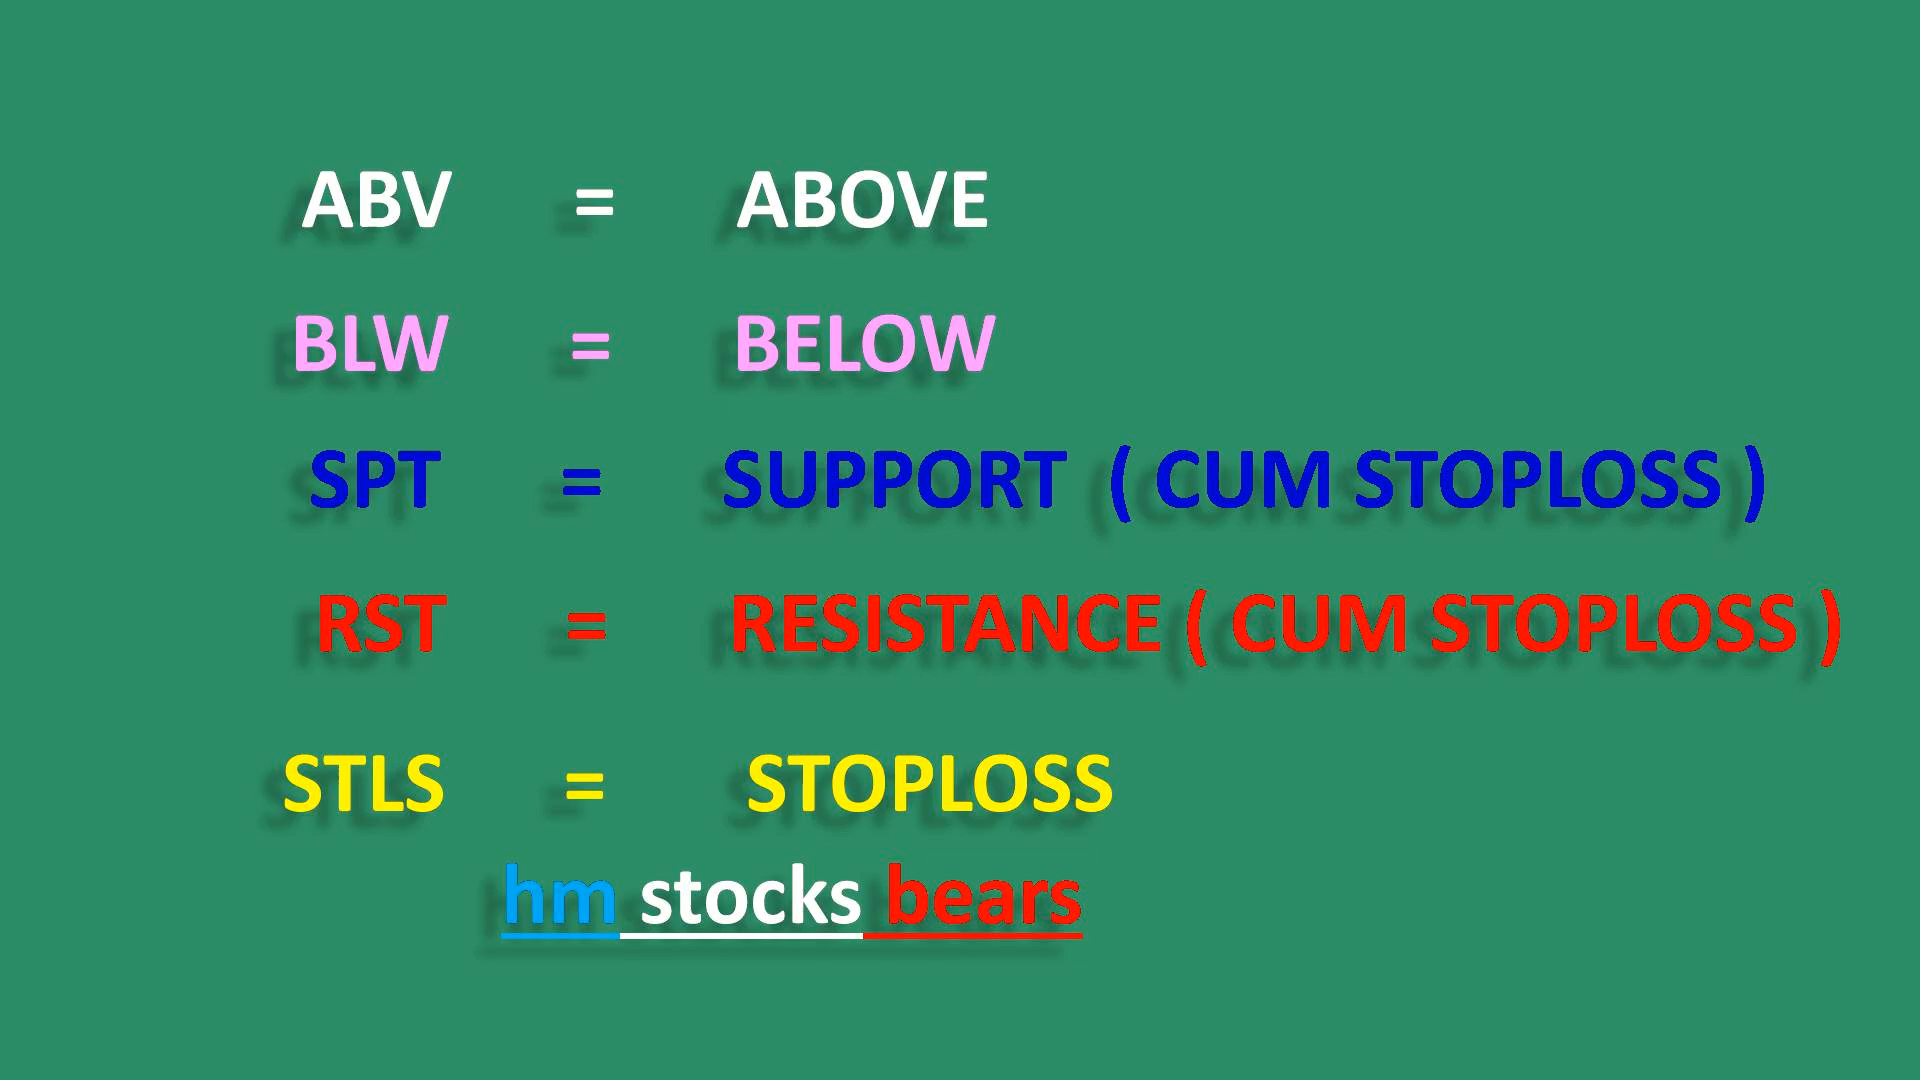 ABV = ABOVE
BLW = BELOW
SPT = SUPPORT ( CUM STOPLOSS )
RST = RESISTANCE ( CUM STOPLOSS )
STLS = STOPLOSS
hm stocks bears